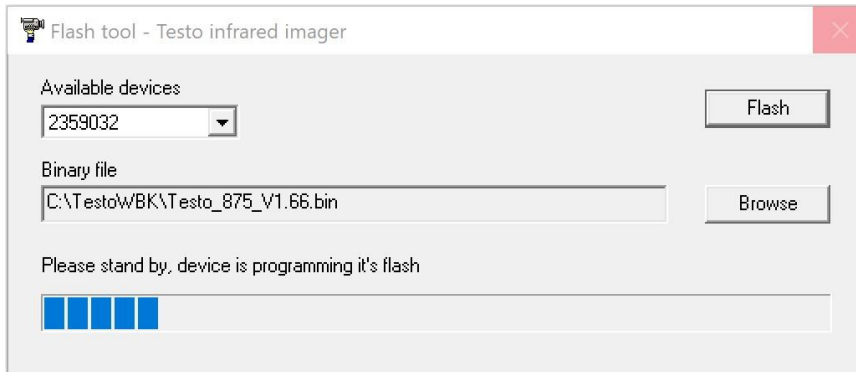 Flash tool - Testo infrared imager
Available devices
2359032
Flash
Binary file
C:\TestoWBK\Testo_875_V1.66.bin
Browse
Please stand by, device is programming it's flash